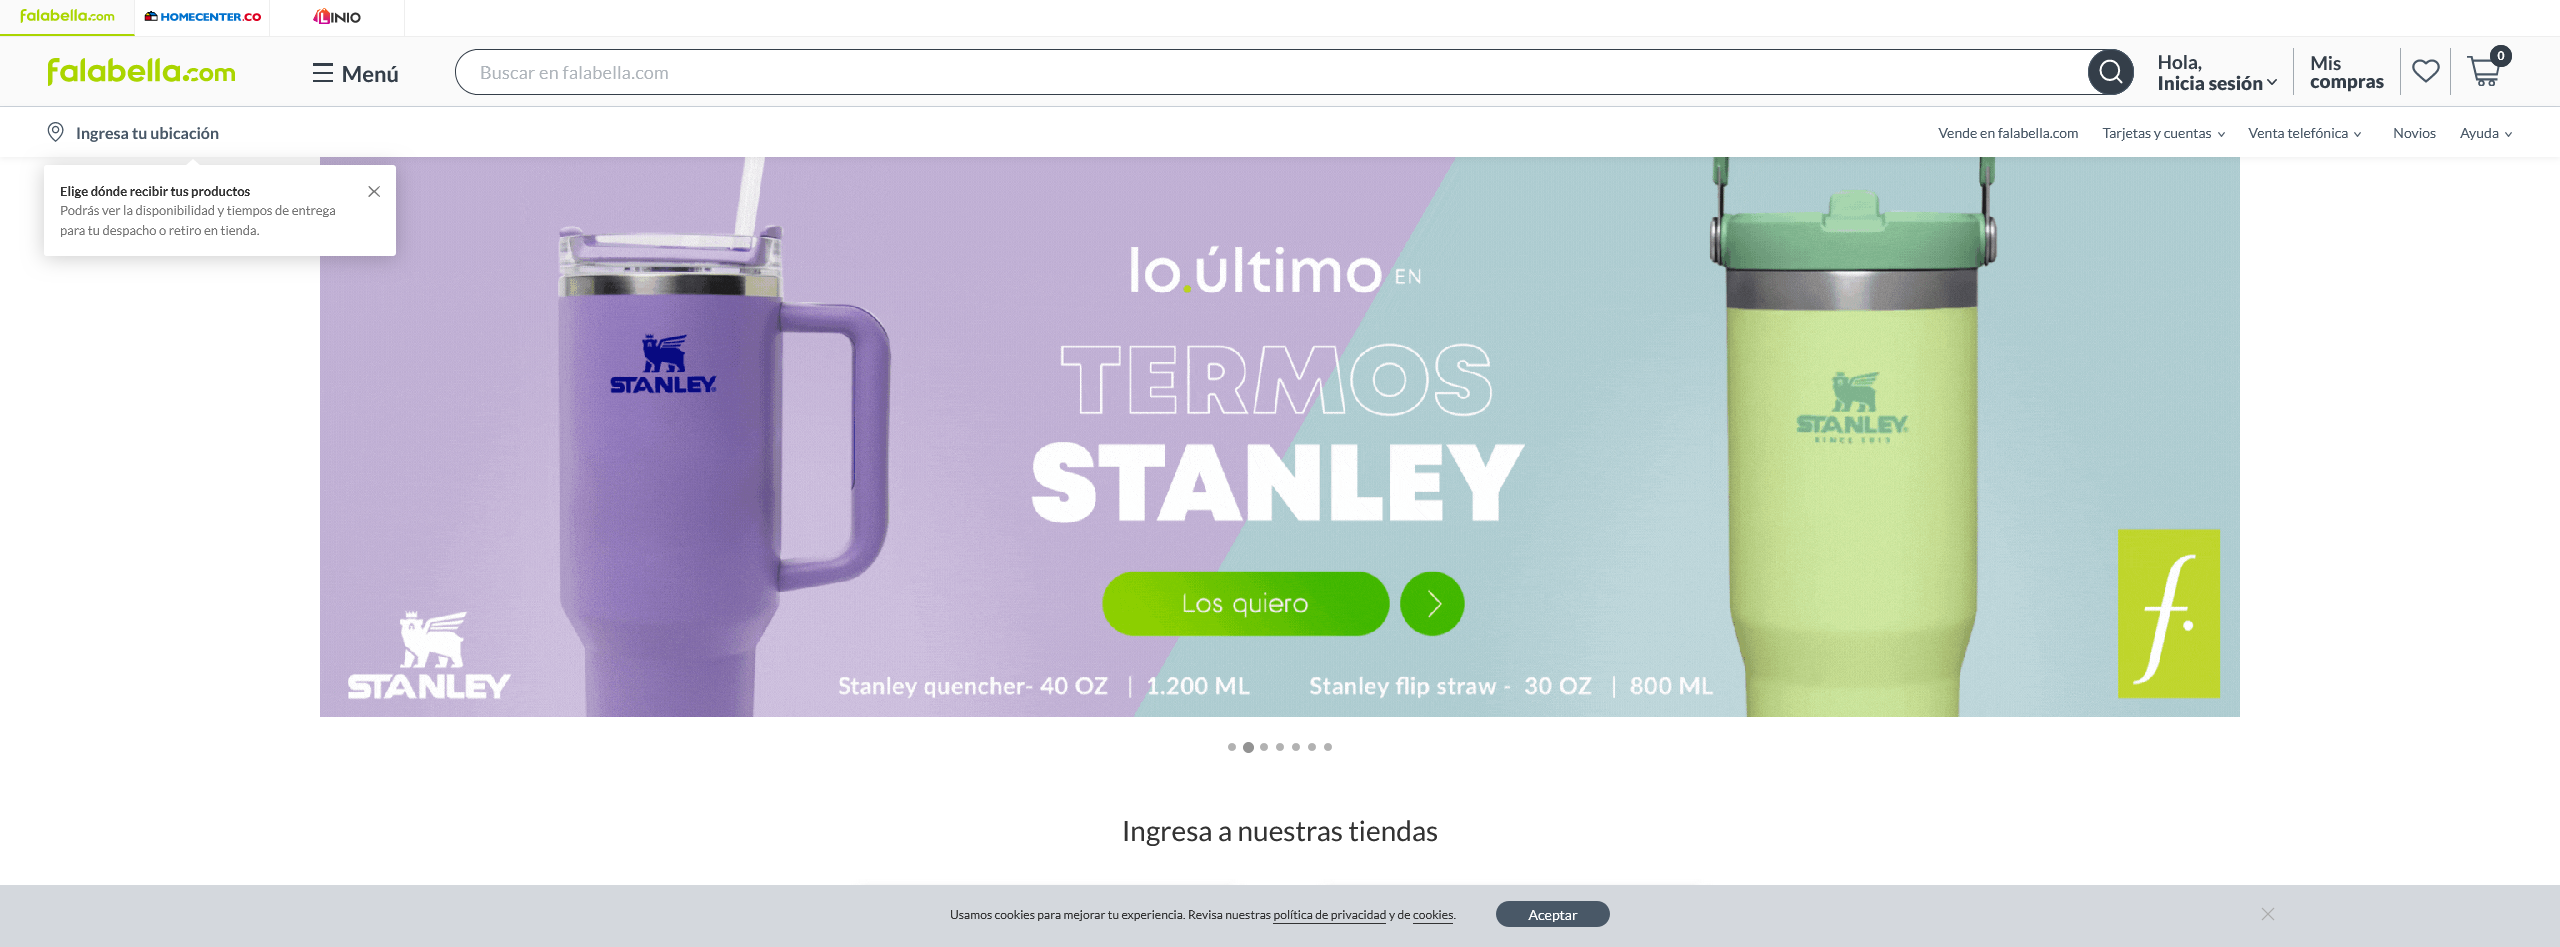 falabella.com
HOMECENTER.CO
LINIO
falabella.com
Menú
Buscar en falabella.com
Hola,
Inicia sesión
Mis
compras
0
Ingresa tu ubicación
Vende en falabella.com
Tarjetas y cuentas
Venta telefónica
Novios
Ayuda
Elige dónde recibir tus productos
Podrás ver la disponibilidad y tiempos de entrega
para tu despacho o retiro en tienda.
lo.último EN
TERMOS
STANLEY
Los quiero
STANLEY
STANLEY
SINCE 1913
STANLEY
Stanley quencher- 40 OZ | 1.200 ML
Stanley flip straw - 30 OZ | 800 ML
f.
Ingresa a nuestras tiendas
Usamos cookies para mejorar tu experiencia. Revisa nuestras política de privacidad y de cookies.
Aceptar